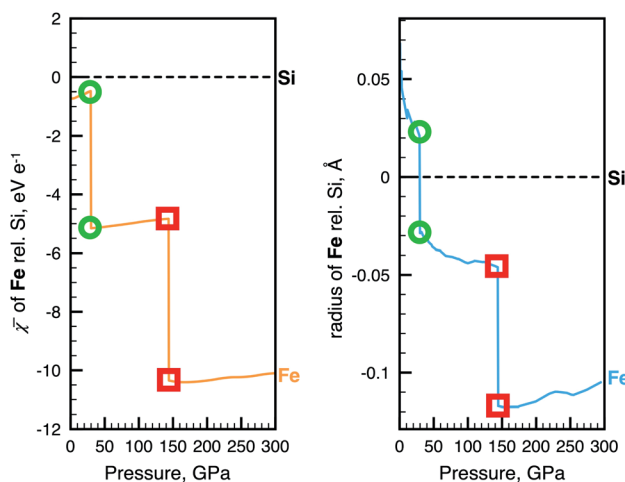 2
0
-2
-4
-6
-8
-10
-12
Si
Fe
0 50 100 150 200 250 300
Pressure, GPa
χ̄ of Fe rel. Si, eV e⁻¹
0.05
0
-0.05
-0.1
Si
Fe
0 50 100 150 200 250 300
Pressure, GPa
radius of Fe rel. Si, Å